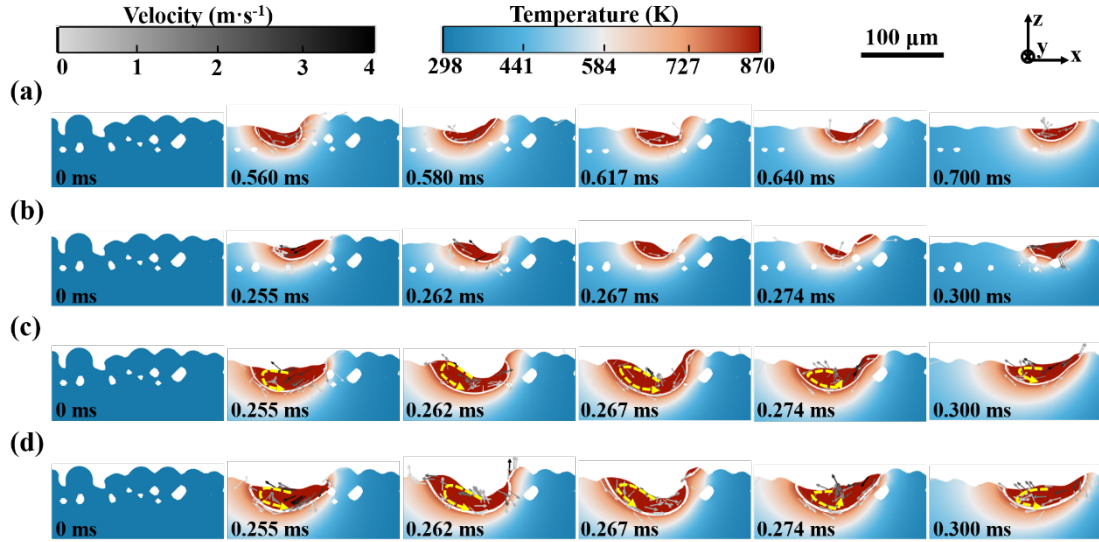 Velocity (m·s⁻¹)
Temperature (K)
0 1 2 3 4
298 441 584 727 870
100 μm
z
y
x
(a)
0 ms 0.560 ms 0.580 ms 0.617 ms 0.640 ms 0.700 ms
(b)
0 ms 0.255 ms 0.262 ms 0.267 ms 0.274 ms 0.300 ms
(c)
0 ms 0.255 ms 0.262 ms 0.267 ms 0.274 ms 0.300 ms
(d)
0 ms 0.255 ms 0.262 ms 0.267 ms 0.274 ms 0.300 ms